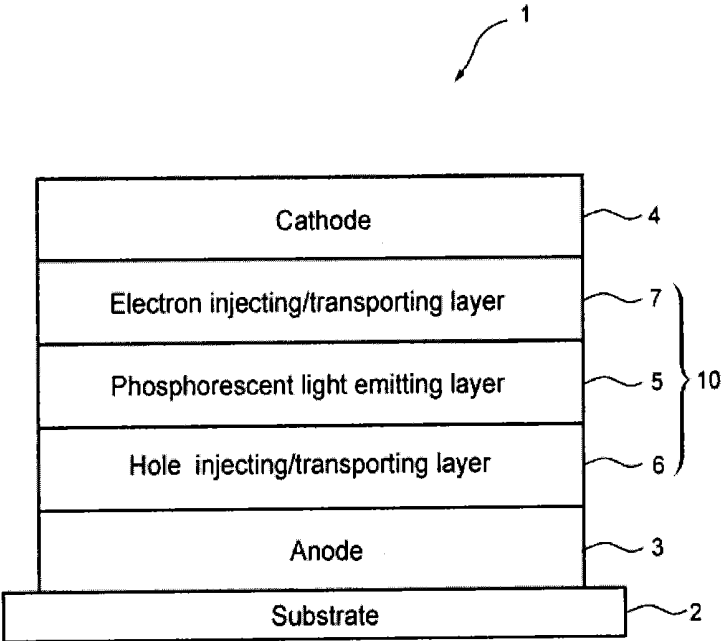 1
Cathode 4
Electron injecting/transporting layer 7
Phosphorescent light emitting layer 5 10
Hole injecting/transporting layer 6
Anode 3
Substrate 2